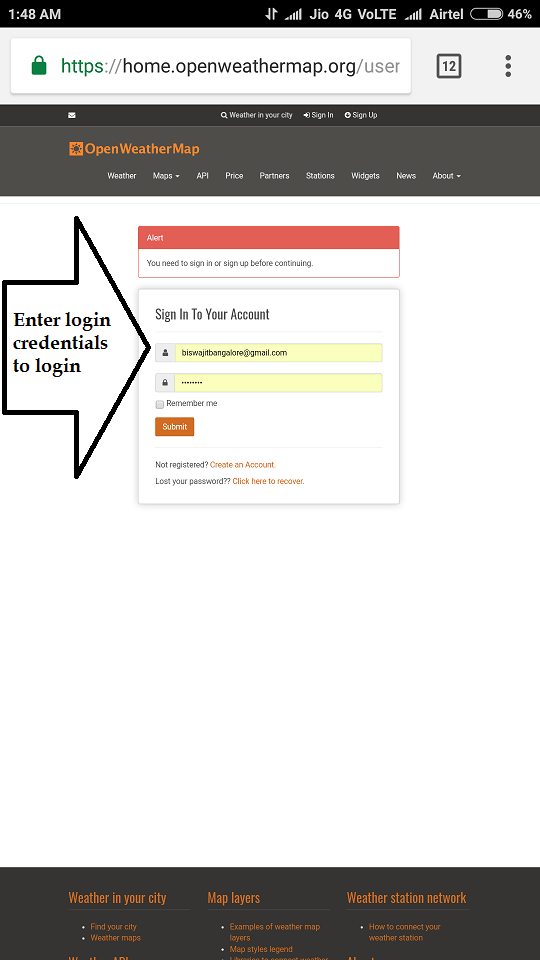 1:48 AM Jio 4G VoLTE Airtel 46%
https://home.openweathermap.org/user
12
Weather in your city Sign In Sign Up
OpenWeatherMap
Weather Maps API Price Partners Stations Widgets News About
Alert
You need to sign in or sign up before continuing.
Sign In To Your Account
Enter login
credentials
to login
biswajitbangalore@gmail.com
••••••••
Remember me
Submit
Not registered? Create an Account.
Lost your password?? Click here to recover.
Weather in your city
Find your city
Weather maps
Map layers
Examples of weather map
layers
Map styles legend
Weather station network
How to connect your
weather station